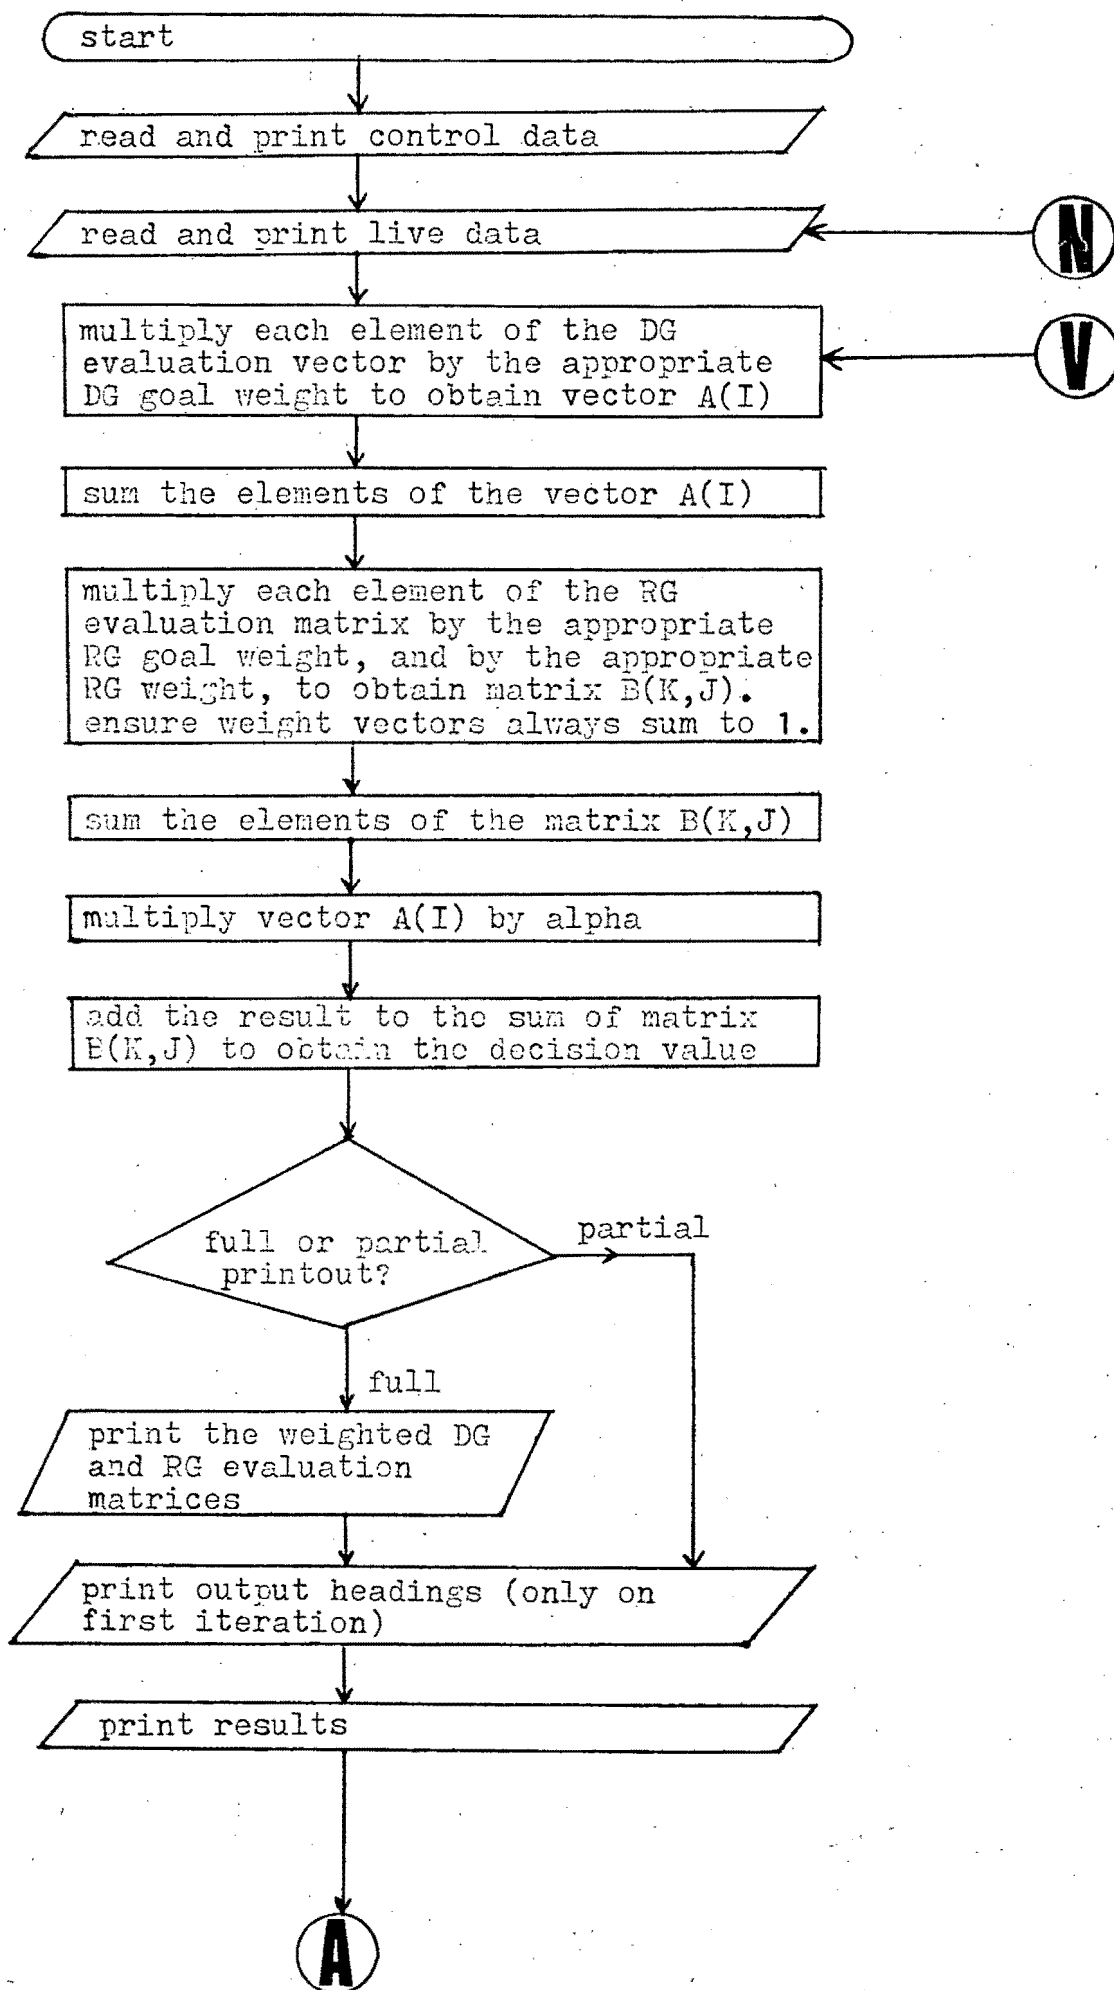 start
read and print control data
read and print live data
N
multiply each element of the DG
evaluation vector by the appropriate
DG goal weight to obtain vector A(I)
V
sum the elements of the vector A(I)
multiply each element of the RG
evaluation matrix by the appropriate
RG goal weight, and by the appropriate
RG weight, to obtain matrix B(K,J).
ensure weight vectors always sum to 1.
sum the elements of the matrix B(K,J)
multiply vector A(I) by alpha
add the result to the sum of matrix
B(K,J) to obtain the decision value
full or partial
printout?
partial
full
print the weighted DG
and RG evaluation
matrices
print output headings (only on
first iteration)
print results
A